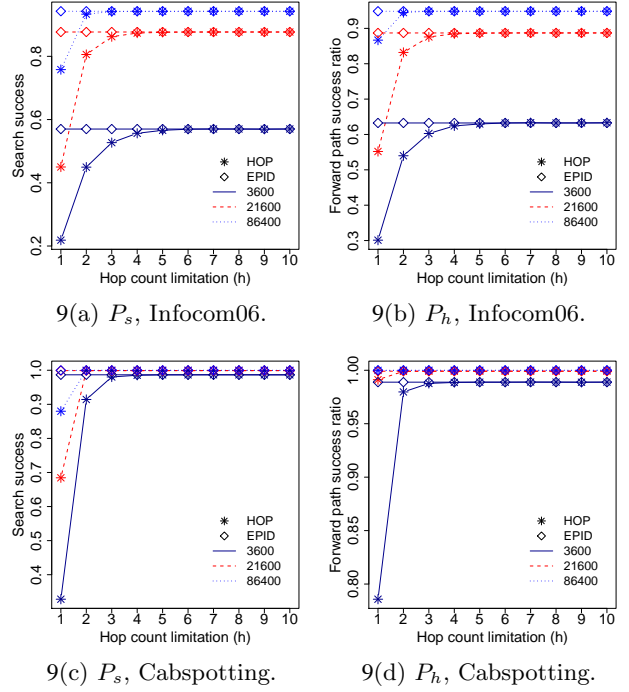 Search success
0.2 0.4 0.6 0.8
HOP
EPID
3600
21600
86400
1 2 3 4 5 6 7 8 9 10
Hop count limitation (h)
9(a) P_s, Infocom06.
Forward path success ratio
0.3 0.4 0.5 0.6 0.7 0.8 0.9
HOP
EPID
3600
21600
86400
1 2 3 4 5 6 7 8 9 10
Hop count limitation (h)
9(b) P_h, Infocom06.
Search success
0.4 0.5 0.6 0.7 0.8 0.9 1.0
HOP
EPID
3600
21600
86400
1 2 3 4 5 6 7 8 9 10
Hop count limitation (h)
9(c) P_s, Cabspotting.
Forward path success ratio
0.80 0.85 0.90 0.95 1.00
HOP
EPID
3600
21600
86400
1 2 3 4 5 6 7 8 9 10
Hop count limitation (h)
9(d) P_h, Cabspotting.